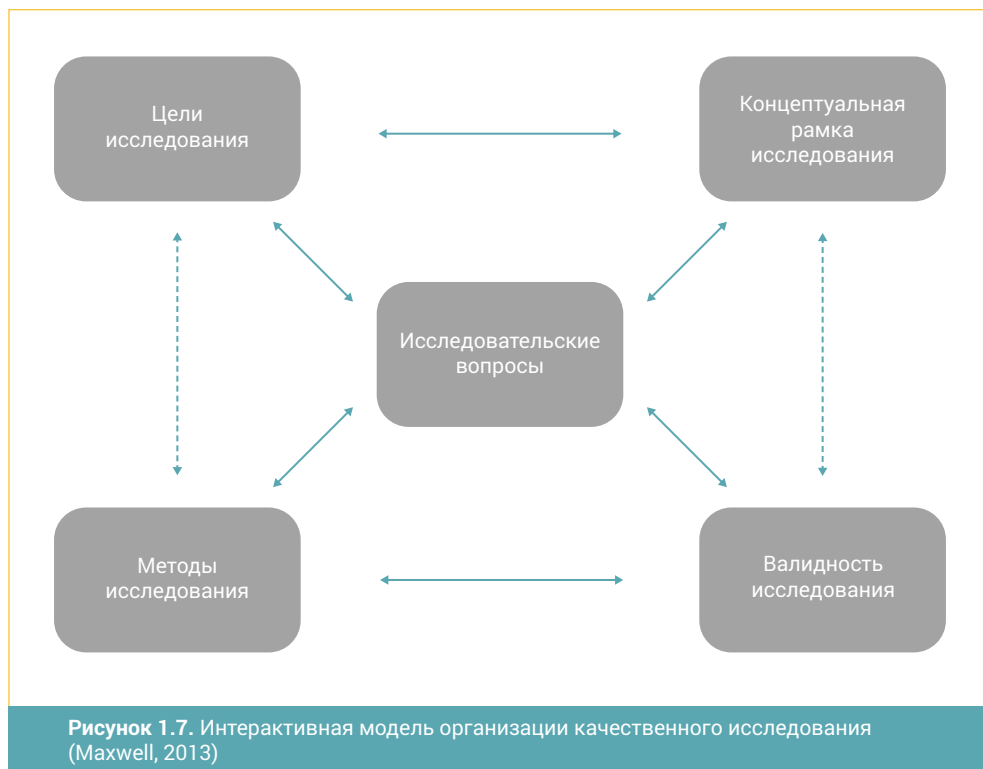 Цели
исследования
Концептуальная
рамка
исследования
Исследовательские
вопросы
Методы
исследования
Валидность
исследования
Рисунок 1.7. Интерактивная модель организации качественного исследования
(Maxwell, 2013)